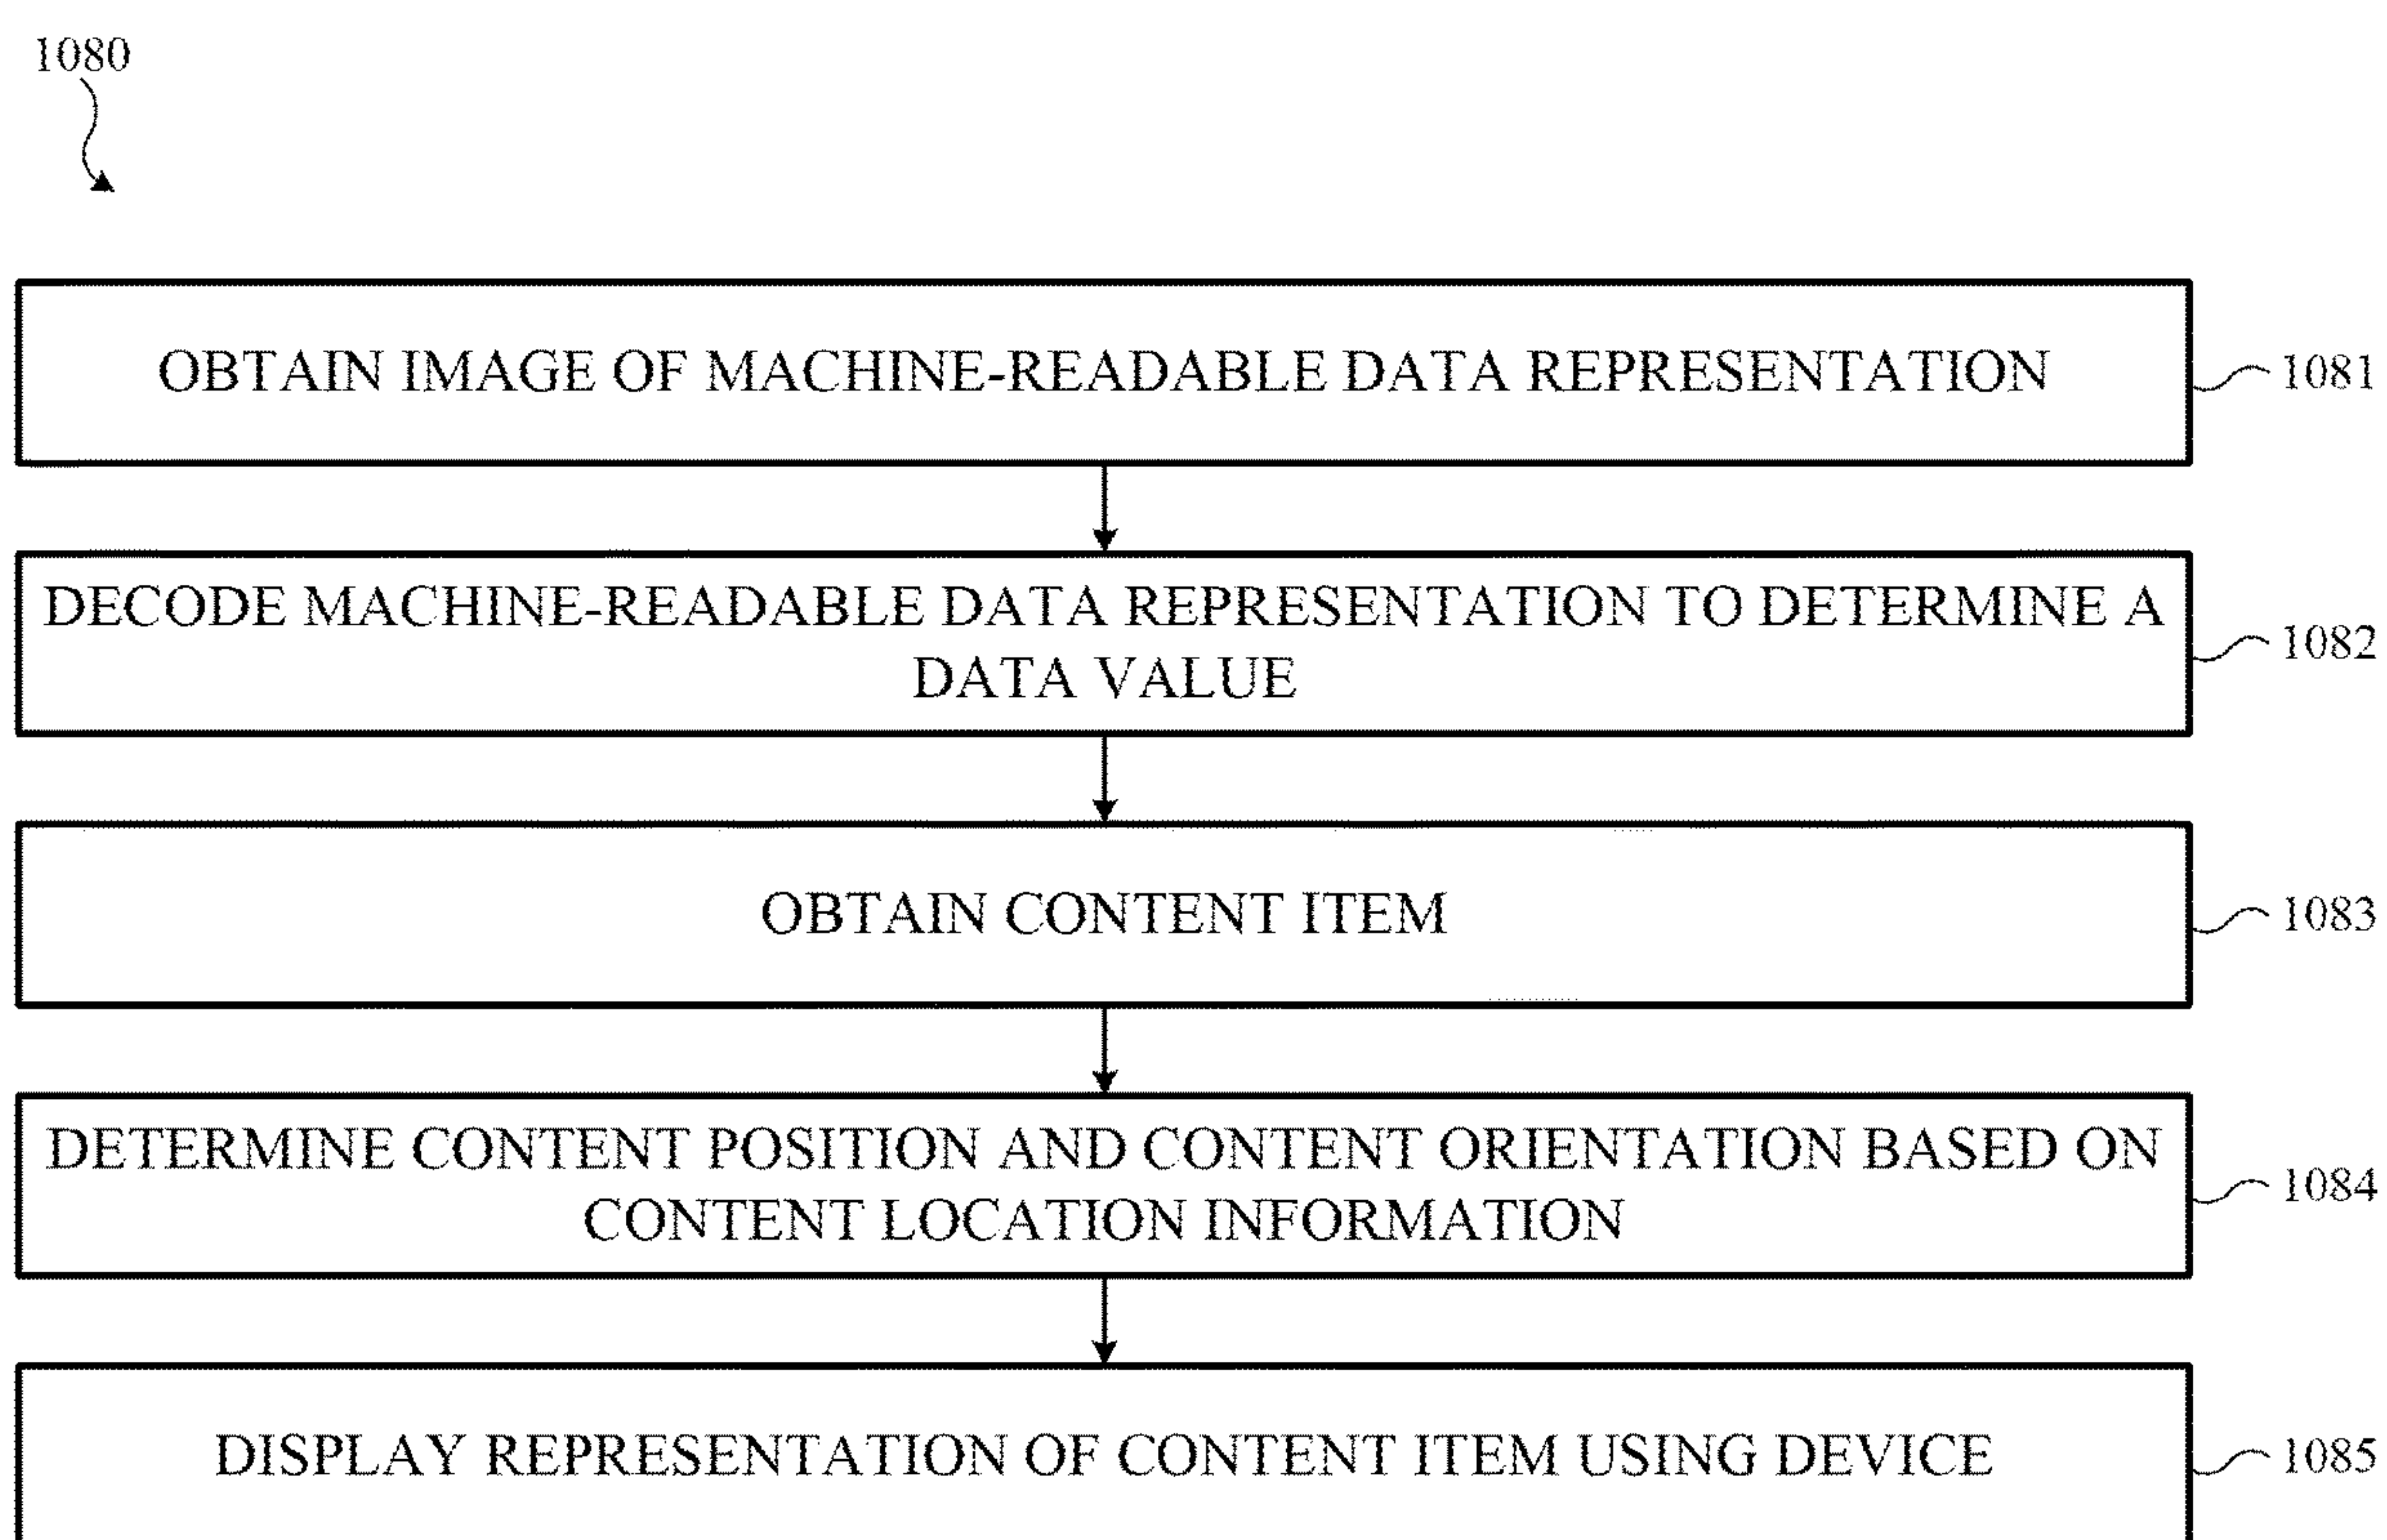 1080
OBTAIN IMAGE OF MACHINE-READABLE DATA REPRESENTATION
1081
DECODE MACHINE-READABLE DATA REPRESENTATION TO DETERMINE A
DATA VALUE
1082
OBTAIN CONTENT ITEM
1083
DETERMINE CONTENT POSITION AND CONTENT ORIENTATION BASED ON
CONTENT LOCATION INFORMATION
1084
DISPLAY REPRESENTATION OF CONTENT ITEM USING DEVICE
1085